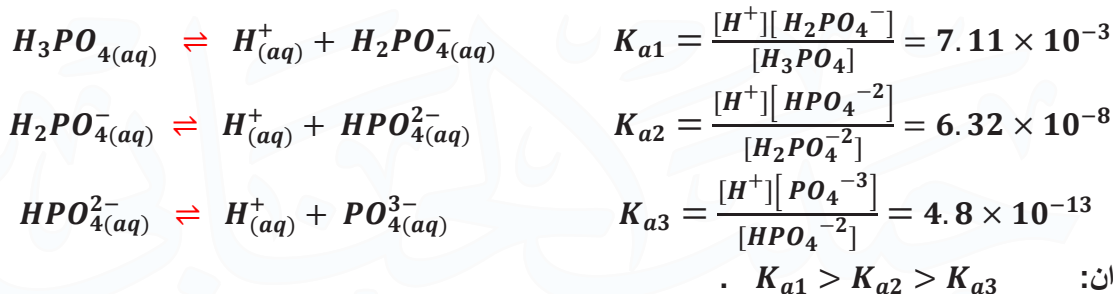 H₃PO₄(aq) ⇌ H⁺(aq) + H₂PO₄⁻(aq) Kₐ₁ = [H⁺][H₂PO₄⁻] / [H₃PO₄] = 7.11 × 10⁻³
H₂PO₄⁻(aq) ⇌ H⁺(aq) + HPO₄²⁻(aq) Kₐ₂ = [H⁺][HPO₄⁻²] / [H₂PO₄⁻²] = 6.32 × 10⁻⁸
HPO₄²⁻(aq) ⇌ H⁺(aq) + PO₄³⁻(aq) Kₐ₃ = [H⁺][PO₄⁻³] / [HPO₄⁻²] = 4.8 × 10⁻¹³
ان: Kₐ₁ > Kₐ₂ > Kₐ₃ .